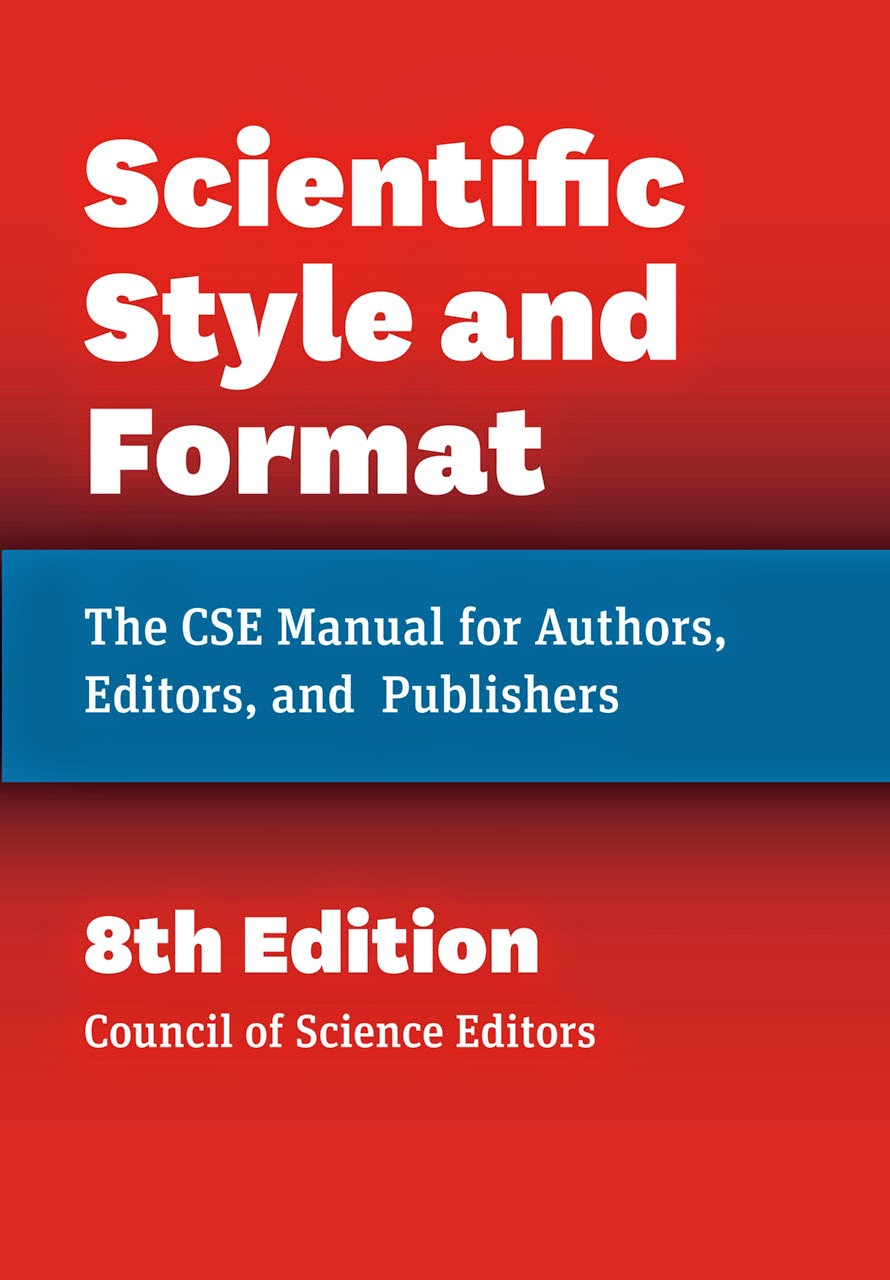 Scientific
Style and
Format
The CSE Manual for Authors,
Editors, and  Publishers
8th Edition
Council of Science Editors